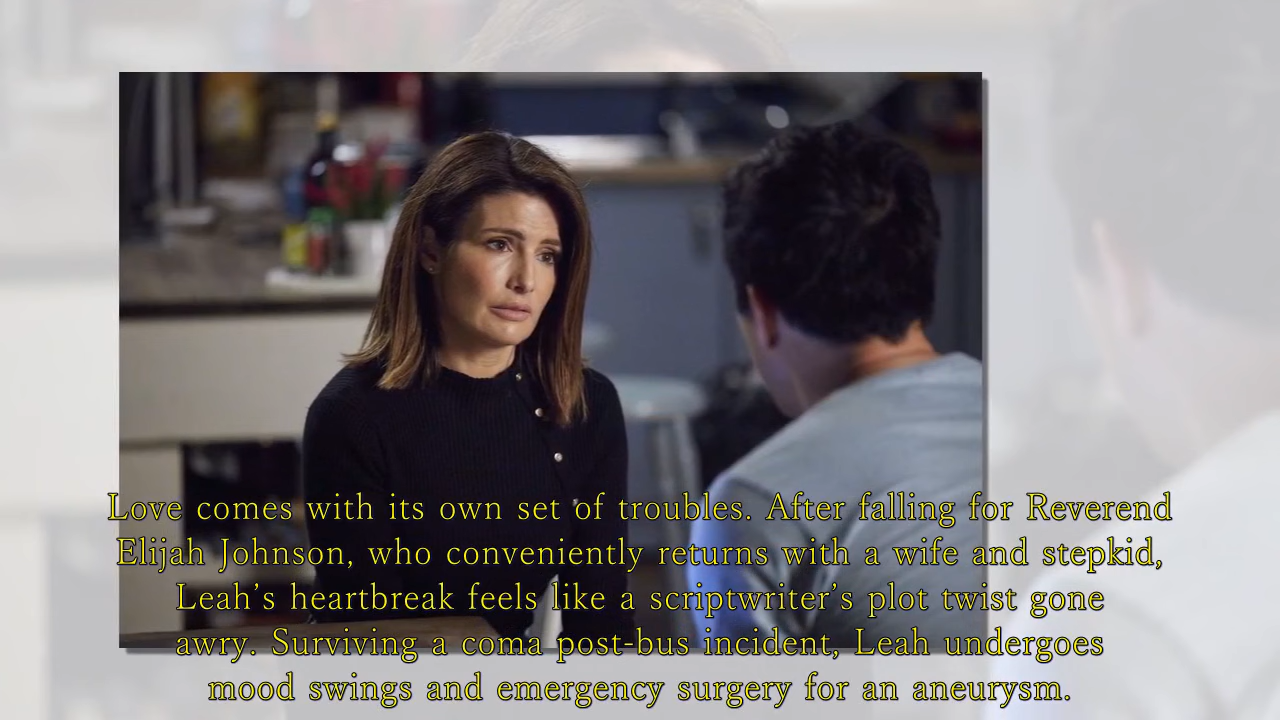 Love comes with its own set of troubles. After falling for Reverend
Elijah Johnson, who conveniently returns with a wife and stepkid,
Leah’s heartbreak feels like a scriptwriter’s plot twist gone
awry. Surviving a coma post-bus incident, Leah undergoes
mood swings and emergency surgery for an aneurysm.